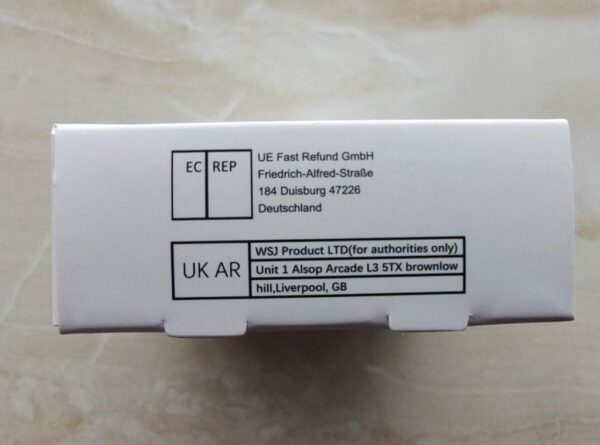 EC REP
UE Fast Refund GmbH
Friedrich-Alfred-Straße
184 Duisburg 47226
Deutschland
UK AR
WSJ Product LTD(for authorities only)
Unit 1 Alsop Arcade L3 5TX brownlow
hill,Liverpool, GB